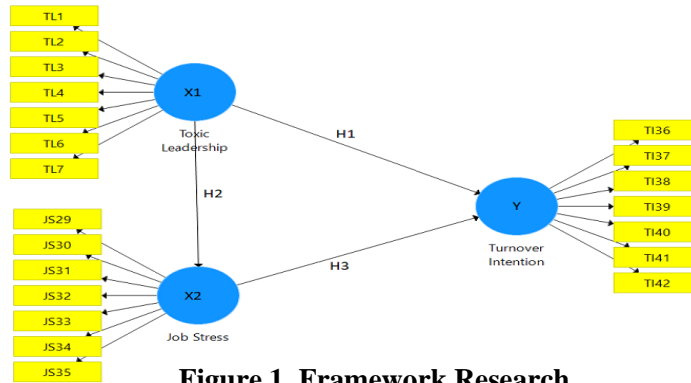 TL1
TL2
TL3
TL4
TL5
TL6
TL7
X1
Toxic
Leadership
H1
H2
JS29
JS30
JS31
JS32
JS33
JS34
JS35
X2
Job Stress
H3
Y
Turnover
Intention
TI36
TI37
TI38
TI39
TI40
TI41
TI42
Figure 1. Framework Research